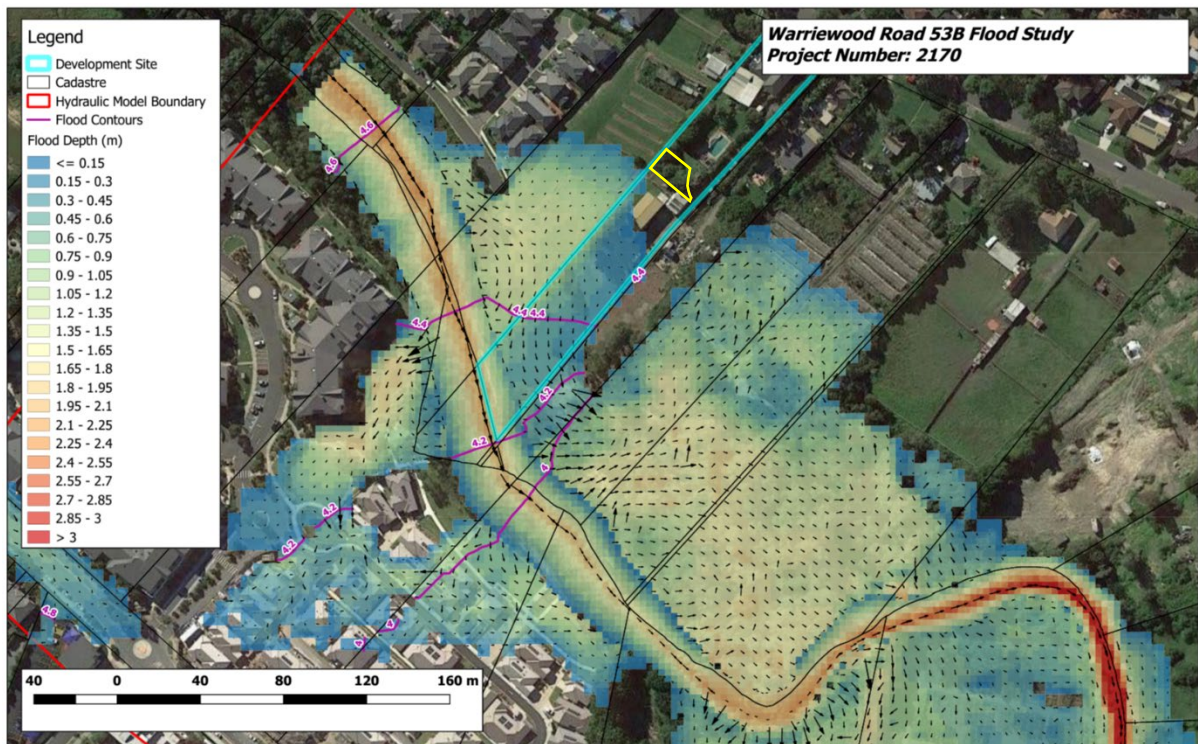 Warriewood Road 53B Flood Study
Project Number: 2170
Legend
Development Site
Cadastre
Hydraulic Model Boundary
Flood Contours
Flood Depth (m)
<= 0.15
0.15 - 0.3
0.3 - 0.45
0.45 - 0.6
0.6 - 0.75
0.75 - 0.9
0.9 - 1.05
1.05 - 1.2
1.2 - 1.35
1.35 - 1.5
1.5 - 1.65
1.65 - 1.8
1.8 - 1.95
1.95 - 2.1
2.1 - 2.25
2.25 - 2.4
2.4 - 2.55
2.55 - 2.7
2.7 - 2.85
2.85 - 3
> 3
4.6
4.6
4.4
4.4
4.4 4.4
4.2
4.2
4
4.2
4.2
4.8
4
4
40 0 40 80 120 160 m